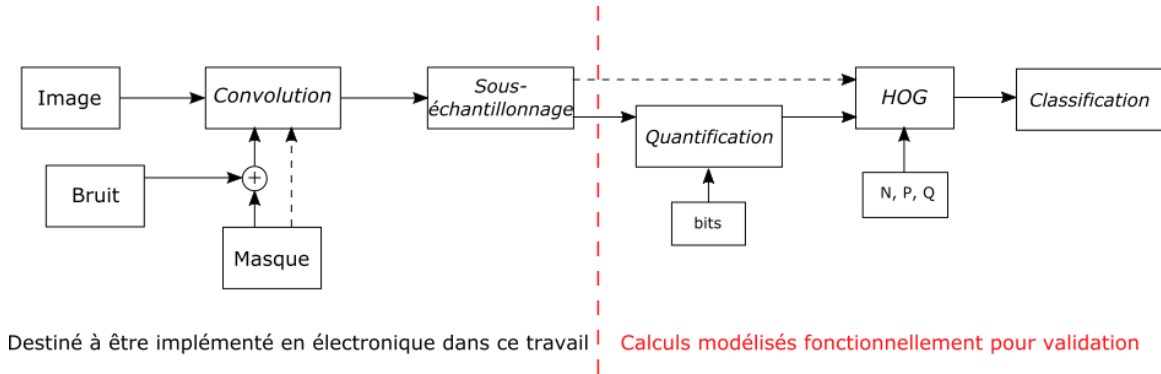 Image
Convolution
Sous-
échantillonnage
HOG
Classification
Quantification
Bruit
+
N, P, Q
bits
Masque
Destiné à être implémenté en électronique dans ce travail
Calculs modélisés fonctionnellement pour validation